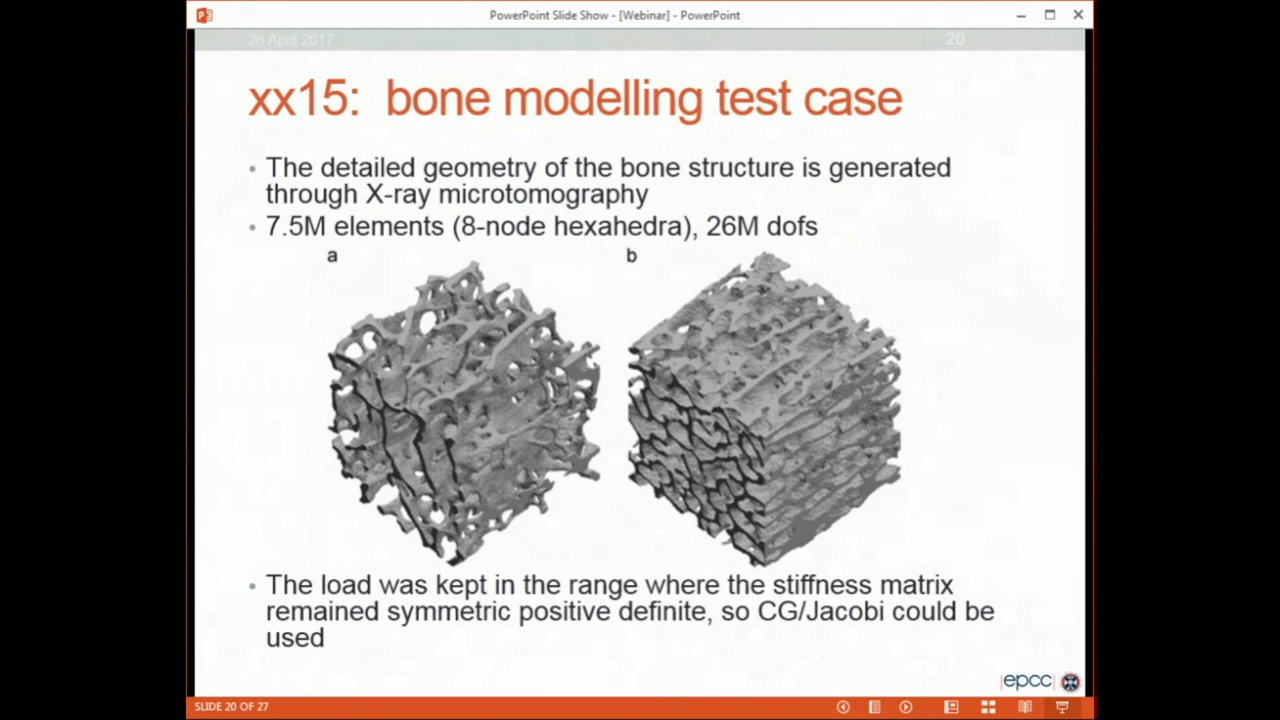 PowerPoint Slide Show - [Webinar] - PowerPoint
26 April 2017
20
xx15: bone modelling test case
• The detailed geometry of the bone structure is generated
through X-ray microtomography
• 7.5M elements (8-node hexahedra), 26M dofs
a
b
• The load was kept in the range where the stiffness matrix
remained symmetric positive definite, so CG/Jacobi could be
used
|epcc|
SLIDE 20 OF 27